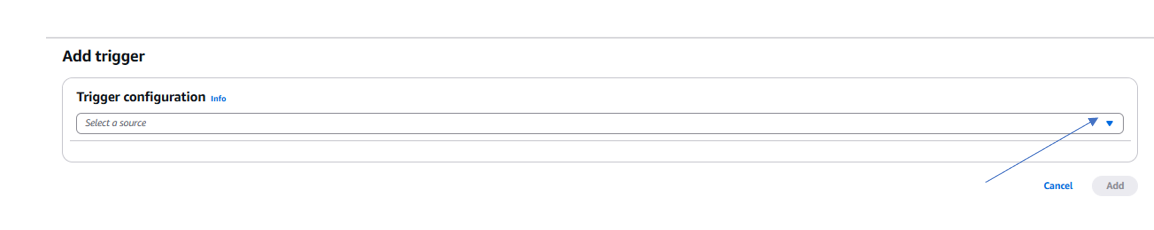 Add trigger
Trigger configuration Info
Select a source
Cancel Add